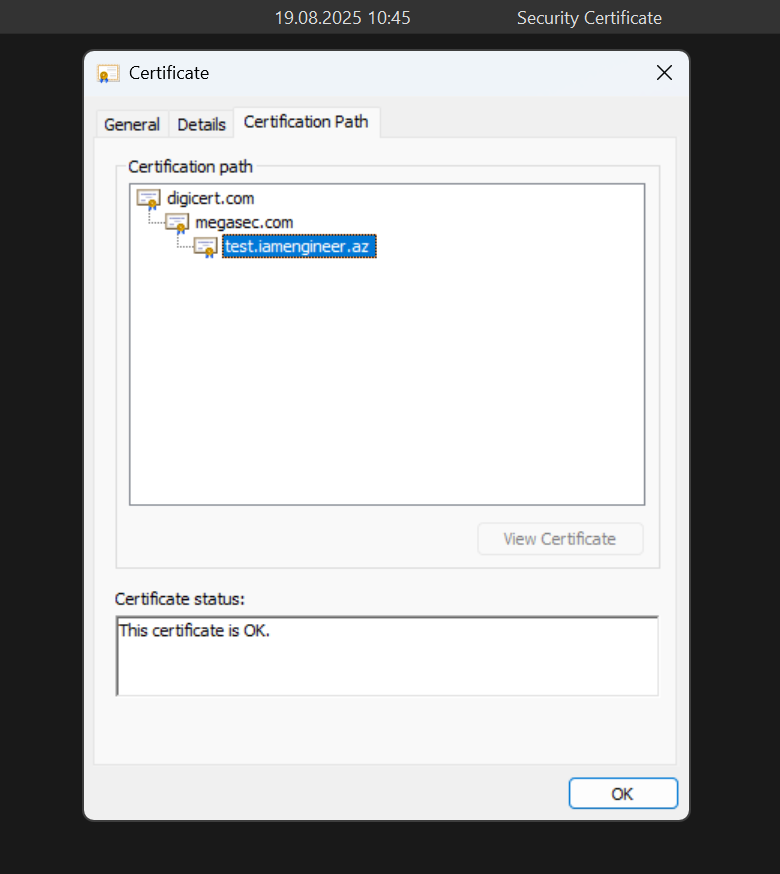 19.08.2025 10:45 Security Certificate
Certificate
General Details Certification Path
Certification path
digicert.com
megasec.com
test.iamengineer.az
View Certificate
Certificate status:
This certificate is OK.
OK